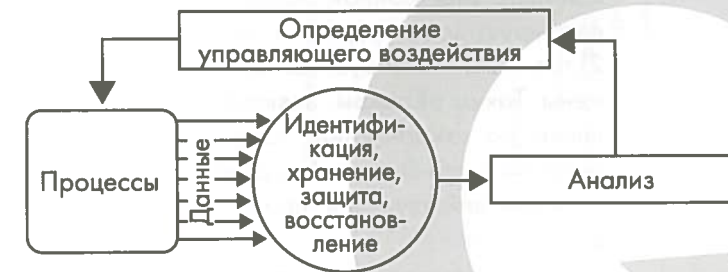 Определение
управляющего воздействия
Процессы
Данные
Идентифи-
кация,
хранение,
защита,
восстанов-
ление
Анализ